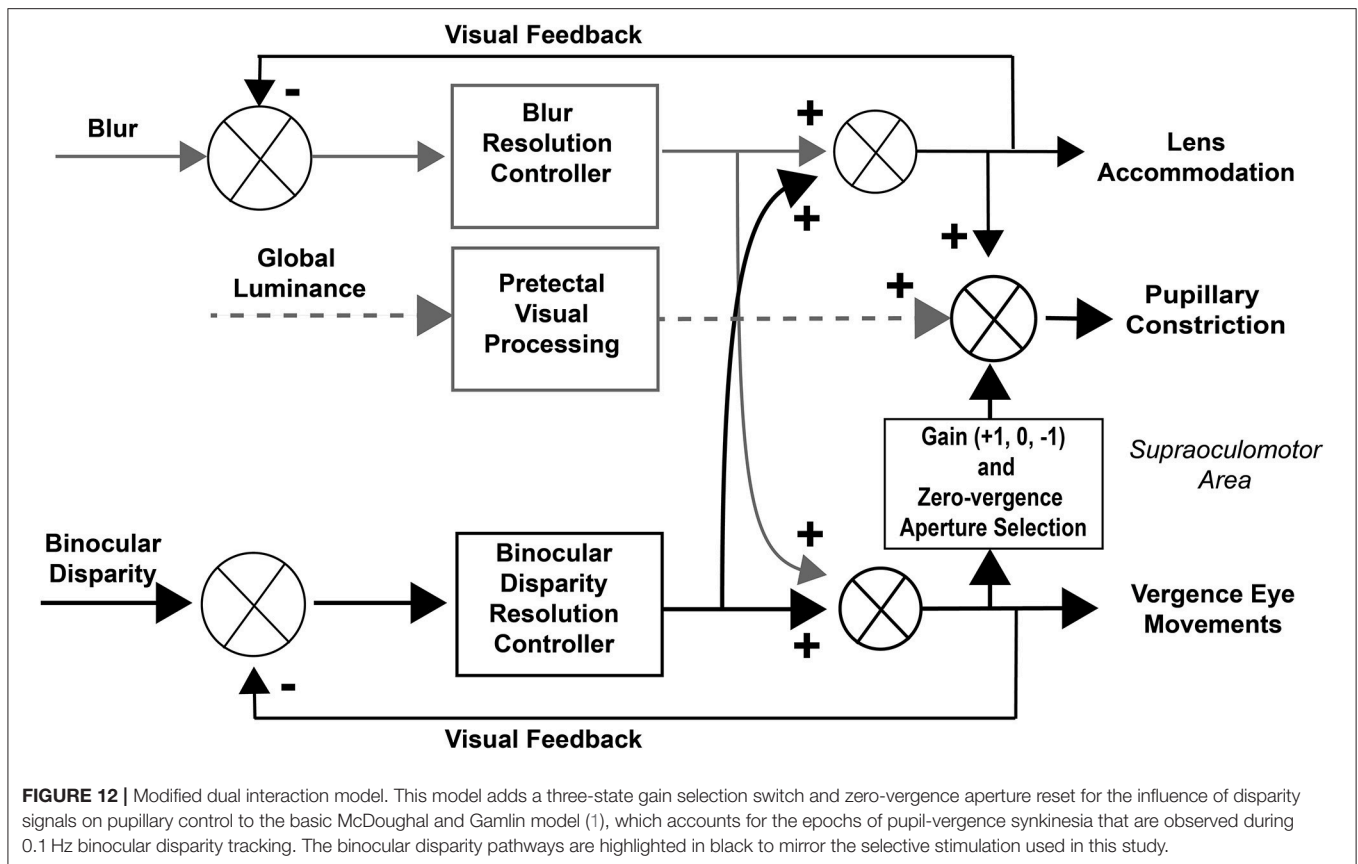 Visual Feedback
-
+
Blur
Blur
Resolution
Controller
Lens
Accommodation
+
+
Global
Luminance
Pretectal
Visual
Processing
+
Pupillary
Constriction
Gain (+1, 0, -1)
and
Zero-vergence
Aperture Selection
Supraoculomotor
Area
Binocular
Disparity
Binocular
Disparity
Resolution
Controller
+
+
Vergence Eye
Movements
-
Visual Feedback
FIGURE 12 | Modified dual interaction model. This model adds a three-state gain selection switch and zero-vergence aperture reset for the influence of disparity
signals on pupillary control to the basic McDoughal and Gamlin model (1), which accounts for the epochs of pupil-vergence synkinesia that are observed during
0.1 Hz binocular disparity tracking. The binocular disparity pathways are highlighted in black to mirror the selective stimulation used in this study.